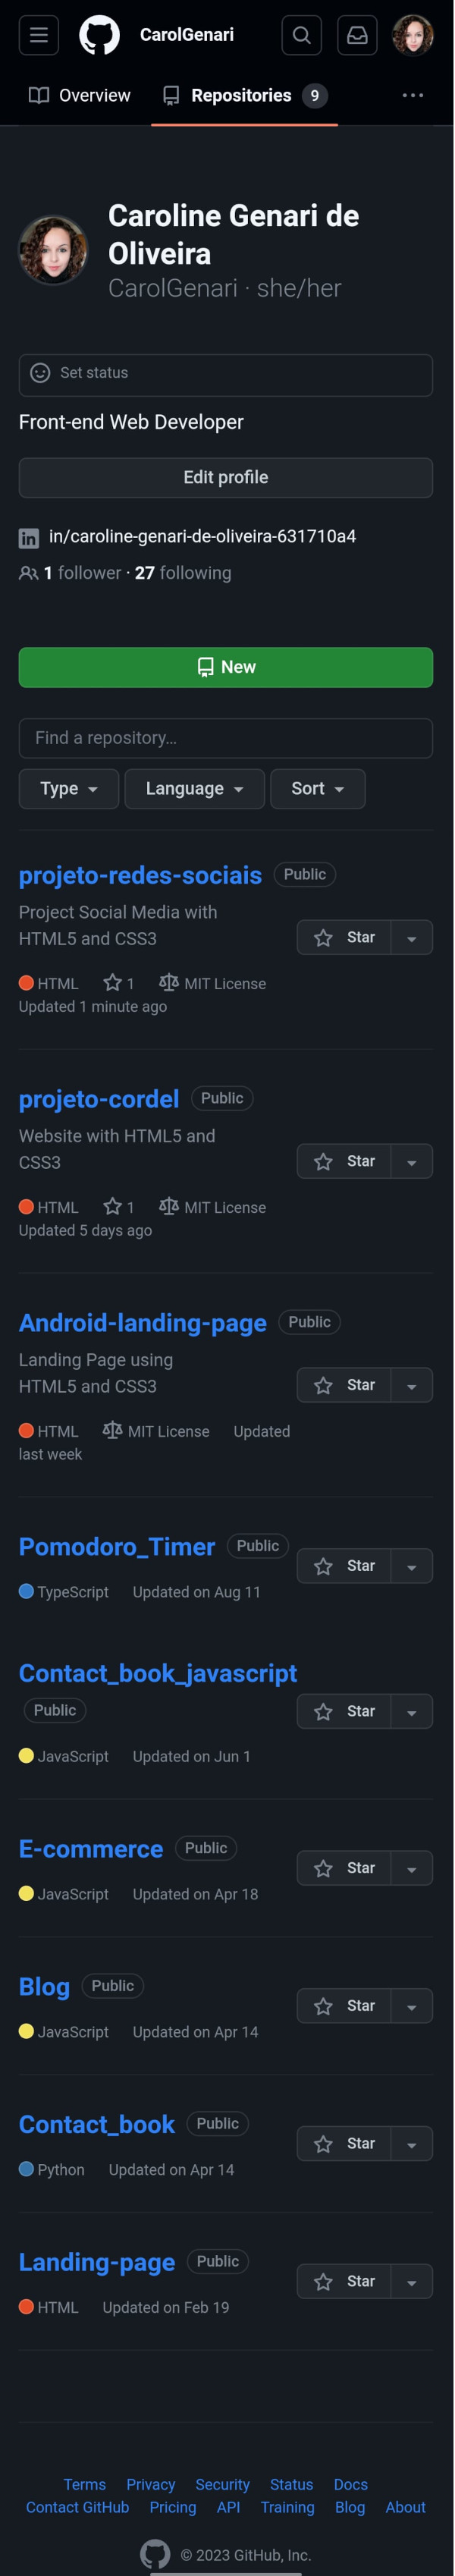 CarolGenari
Overview Repositories 9
Caroline Genari de
Oliveira
CarolGenari · she/her
Set status
Front-end Web Developer
Edit profile
in/caroline-genari-de-oliveira-631710a4
1 follower · 27 following
New
Find a repository...
Type Language Sort
projeto-redes-sociais Public
Project Social Media with
HTML5 and CSS3
Star
HTML 1 MIT License
Updated 1 minute ago
projeto-cordel Public
Website with HTML5 and
CSS3
Star
HTML 1 MIT License
Updated 5 days ago
Android-landing-page Public
Landing Page using
HTML5 and CSS3
Star
HTML MIT License Updated
last week
Pomodoro_Timer Public
Star
TypeScript Updated on Aug 11
Contact_book_javascript
Public
Star
JavaScript Updated on Jun 1
E-commerce Public
Star
JavaScript Updated on Apr 18
Blog Public
Star
JavaScript Updated on Apr 14
Contact_book Public
Star
Python Updated on Apr 14
Landing-page Public
Star
HTML Updated on Feb 19
Terms Privacy Security Status Docs
Contact GitHub Pricing API Training Blog About
© 2023 GitHub, Inc.